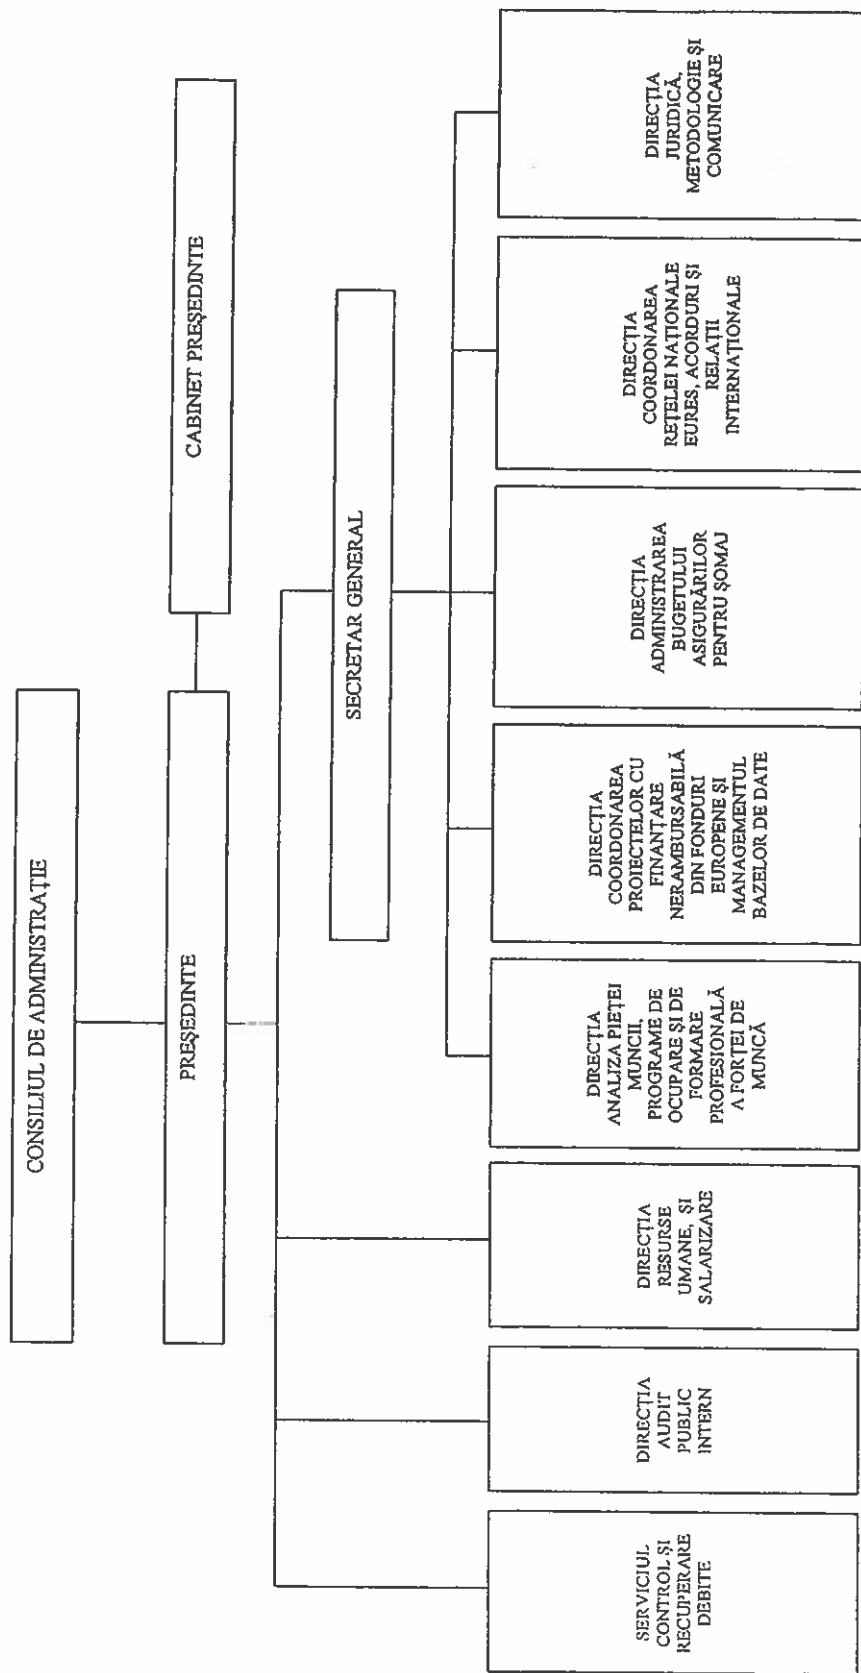 CONSILIUL DE ADMINISTRAȚIE
PREȘEDINTE
CABINET PREȘEDINTE
SECRETAR GENERAL
SERVICIUL
CONTROL ȘI
RECUPERARE
DEBITE
DIRECȚIA
AUDIT
PUBLIC
INTERN
DIRECȚIA
RESURSE
UMANE, ȘI
SALARIZARE
DIRECȚIA
ANALIZA PIEȚEI
MUNCII,
PROGRAME DE
OCUPARE ȘI DE
FORMARE
PROFESIONALĂ
A FORȚEI DE
MUNCĂ
DIRECȚIA
COORDONAREA
PROIECTELOR CU
FINANȚARE
NERAMBURSABILĂ
DIN FONDURI
EUROPENE ȘI
MANAGEMENTUL
BAZELOR DE DATE
DIRECȚIA
ADMINISTRAREA
BUGETULUI
ASIGURĂRILOR
PENTRU ȘOMAJ
DIRECȚIA
COORDONAREA
REȚELEI NAȚIONALE
EURES, ACORDURI ȘI
RELAȚII
INTERNAȚIONALE
DIRECȚIA
JURIDICĂ,
METODOLOGIE ȘI
COMUNICARE